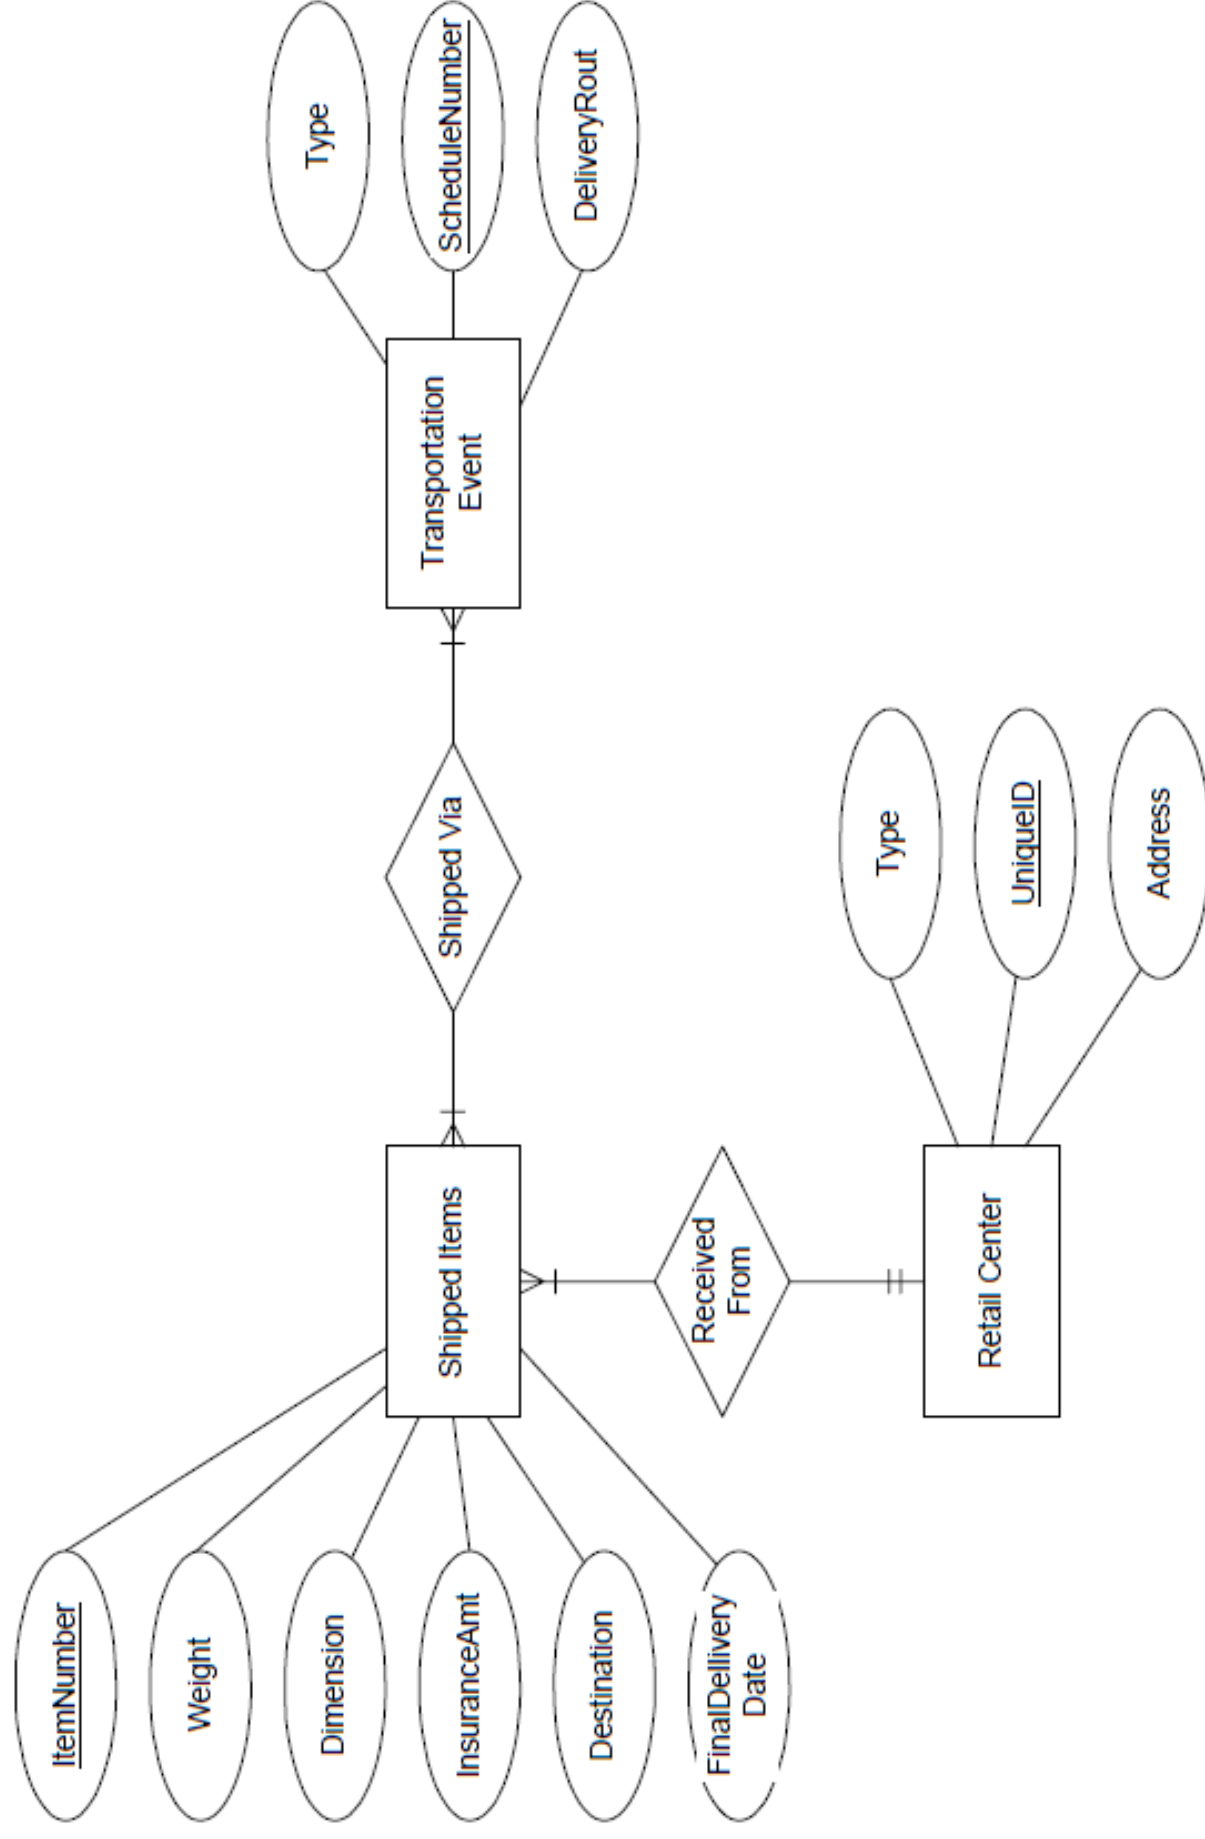 ItemNumber
Weight
Dimension
InsuranceAmt
Destination
FinalDellivery
Date
Shipped Items
Shipped Via
Transportation
Event
Type
ScheduleNumber
DeliveryRout
Received
From
Retail Center
Type
UniqueID
Address